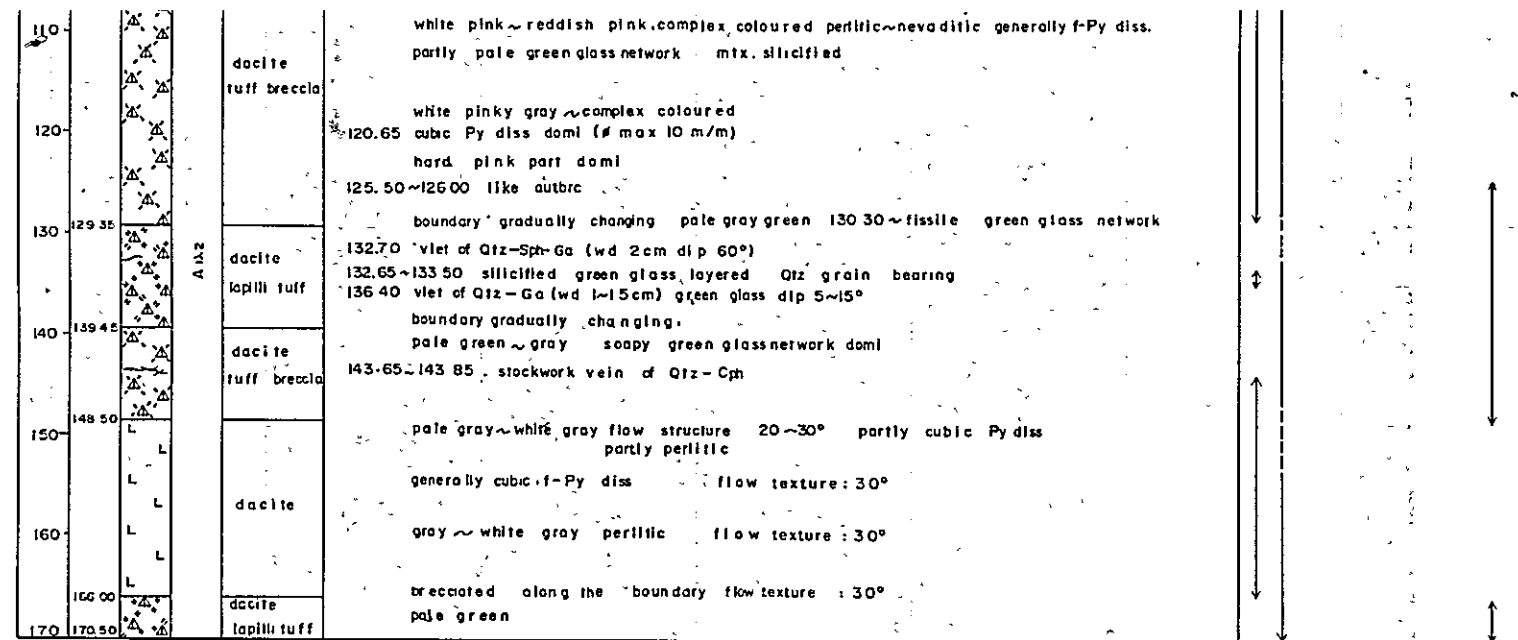 110 white pink~reddish pink.complex coloured perlitic~nevaditic generally f-Py diss.
partly pale green glass network mtx. silicified
dacite
tuff breccia
white pinky gray ~complex coloured
120 120.65 cubic Py diss domi (ø max 10 m/m)
hard pink part domi
125.50~126 00 like autbrc
129 35 boundary gradually changing pale gray green 130 30~fissile green glass network
130
132.70 vlet of Qtz-Sph-Ga (wd 2cm dip 60°)
dacite
132.65~133 50 silicified green glass layered Qtz grain bearing
lapilli tuff
136 40 vlet of Qtz-Ga (wd 1~1.5cm) green glass dip 5~15°
139 45 boundary gradually changing.
140 pale green ~ gray soapy green glass network domi
dacite
143.65~143 85 . stockwork vein of Qtz-Cph
tuff breccia
148 50
150 pale gray~white gray flow structure 20~30° partly cubic Py diss
partly perlitic
generally cubic.f-Py diss flow texture : 30°
dacite
160 gray ~ white gray perlitic flow texture : 30°
166 00 brecciated along the boundary flow texture : 30°
dacite
pale green
170 170.50 lapilli tuff